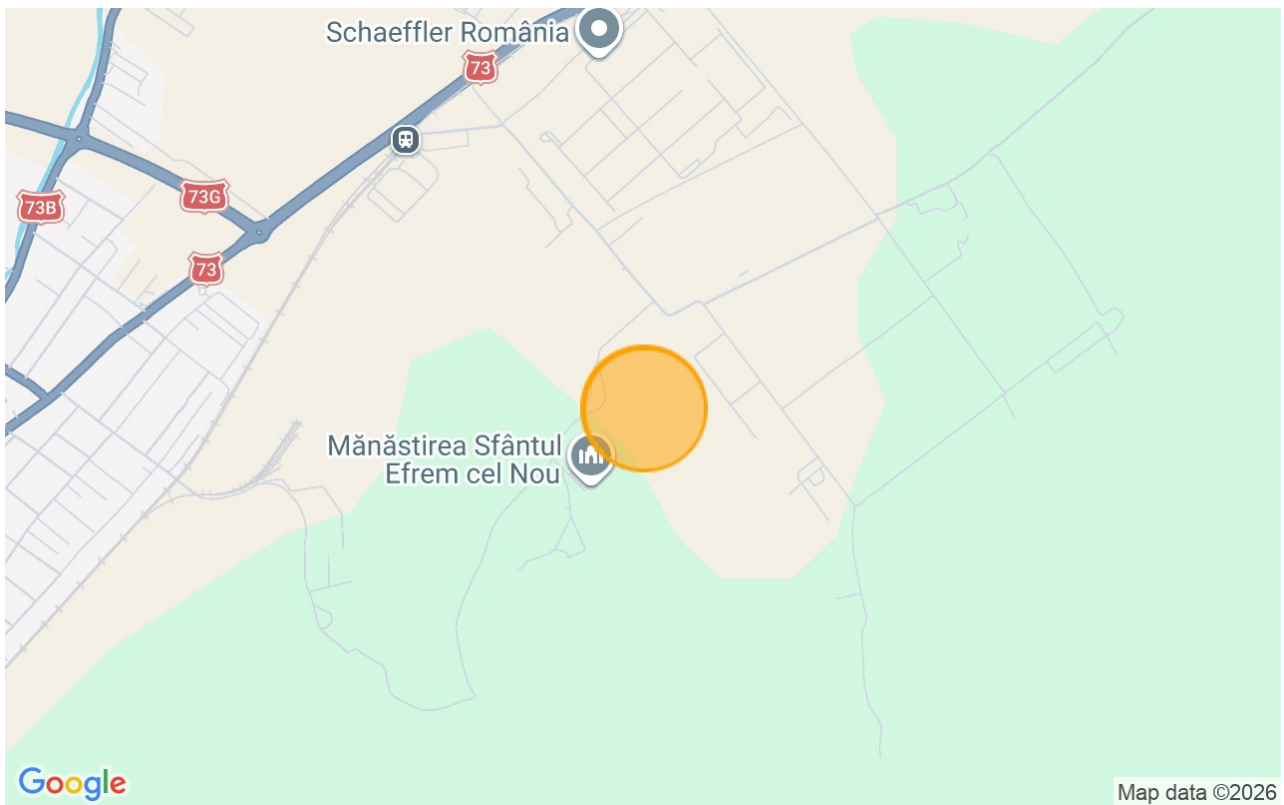 Schaeffler România
73
73G
73B
73
Mănăstirea Sfântul
Efrem cel Nou
Google
Map data ©2026